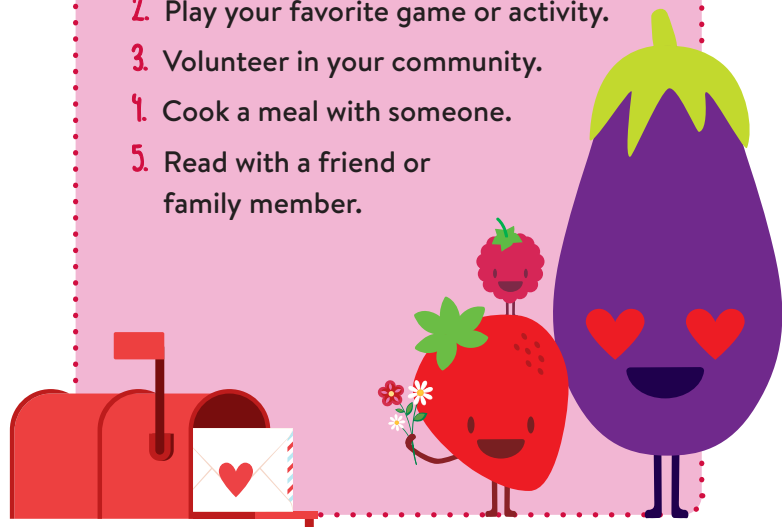 2. Play your favorite game or activity.
3. Volunteer in your community.
4. Cook a meal with someone.
5. Read with a friend or
family member.